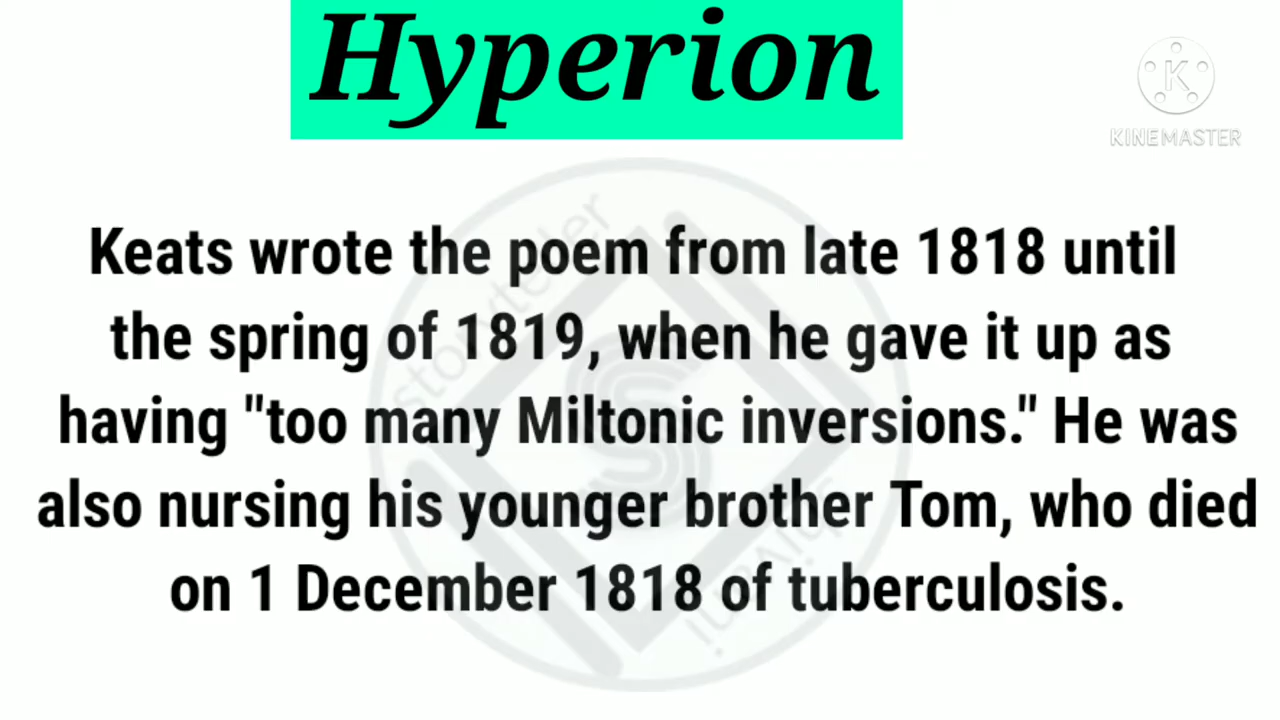 Hyperion
KINEMASTER
Keats wrote the poem from late 1818 until
the spring of 1819, when he gave it up as
having "too many Miltonic inversions." He was
also nursing his younger brother Tom, who died
on 1 December 1818 of tuberculosis.
storyteller
shivani